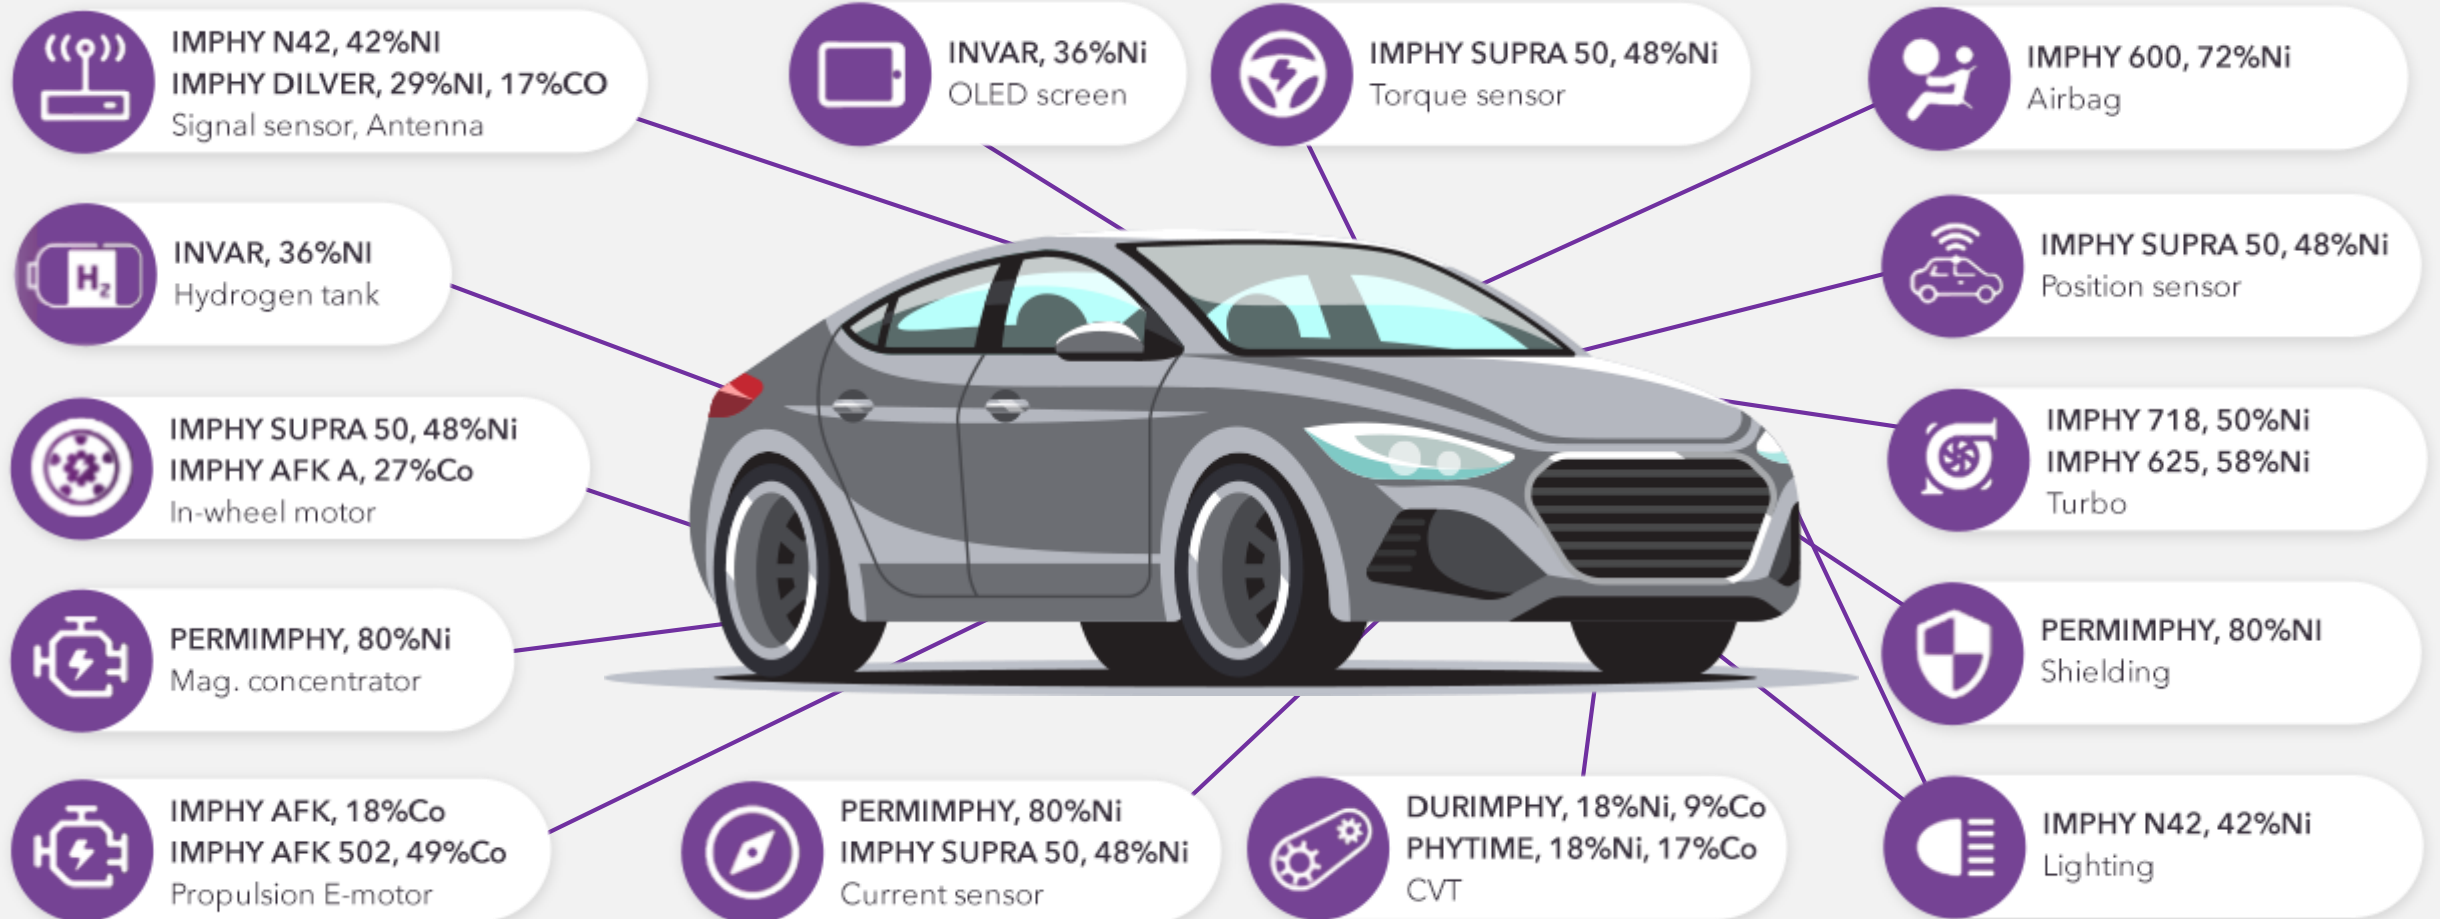 IMPHY N42, 42%NI
IMPHY DILVER, 29%NI, 17%CO
Signal sensor, Antenna
INVAR, 36%Ni
OLED screen
IMPHY SUPRA 50, 48%Ni
Torque sensor
IMPHY 600, 72%Ni
Airbag
INVAR, 36%NI
Hydrogen tank
H2
IMPHY SUPRA 50, 48%Ni
Position sensor
IMPHY SUPRA 50, 48%Ni
IMPHY AFK A, 27%Co
In-wheel motor
IMPHY 718, 50%Ni
IMPHY 625, 58%Ni
Turbo
PERMIMPHY, 80%Ni
Mag. concentrator
PERMIMPHY, 80%NI
Shielding
IMPHY AFK, 18%Co
IMPHY AFK 502, 49%Co
Propulsion E-motor
PERMIMPHY, 80%Ni
IMPHY SUPRA 50, 48%Ni
Current sensor
DURIMPHY, 18%Ni, 9%Co
PHYTIME, 18%Ni, 17%Co
CVT
IMPHY N42, 42%Ni
Lighting